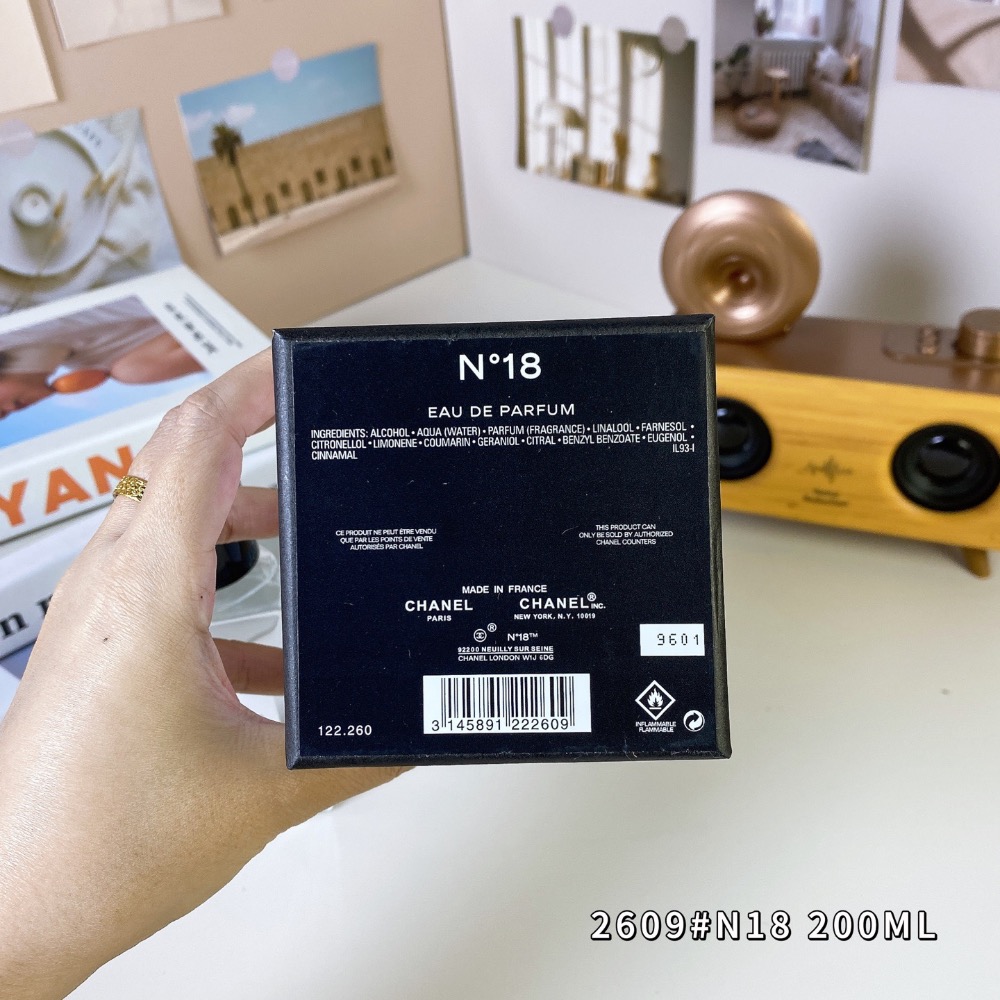 N°18
EAU DE PARFUM
INGREDIENTS: ALCOHOL • AQUA (WATER) • PARFUM (FRAGRANCE) • LINALOOL • FARNESOL •
CITRONELLOL • LIMONENE • COUMARIN • GERANIOL • CITRAL • BENZYL BENZOATE • EUGENOL •
CINNAMAL
IL93-I
CE PRODUIT NE PEUT ÊTRE VENDU
QUE PAR LES POINTS DE VENTE
AUTORISÉS PAR CHANEL
THIS PRODUCT CAN
ONLY BE SOLD BY AUTHORIZED
CHANEL COUNTERS
MADE IN FRANCE
CHANEL CHANEL® INC.
PARIS NEW YORK, N.Y. 10019
® N°18™
92200 NEUILLY SUR SEINE
CHANEL LONDON W1J 6DG
9601
3 145891 222609
122.260
INFLAMMABLE
FLAMMABLE
YAN
2609#N18 200ML